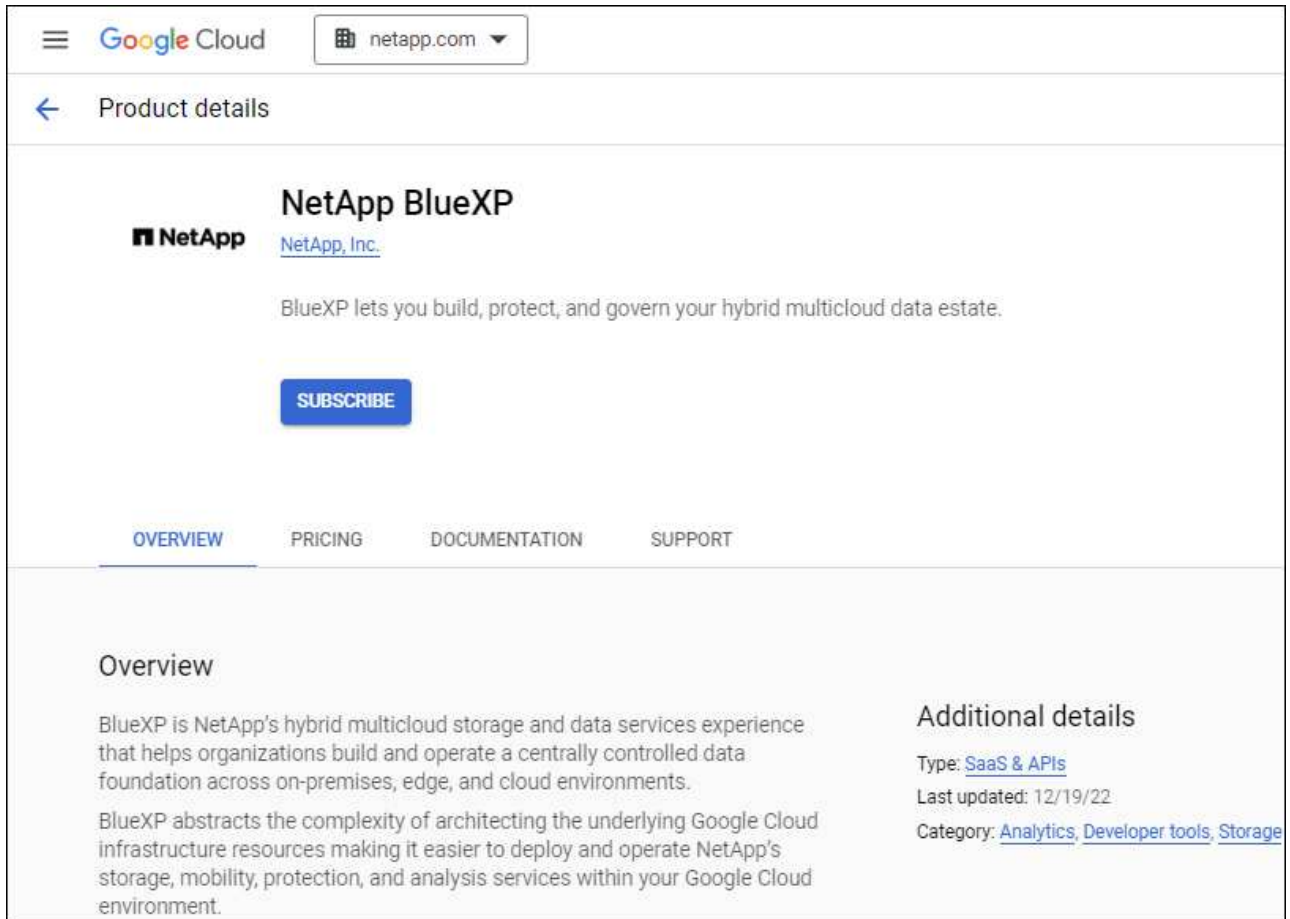 Google Cloud
netapp.com
Product details
NetApp BlueXP
NetApp
NetApp, Inc.
BlueXP lets you build, protect, and govern your hybrid multicloud data estate.
SUBSCRIBE
OVERVIEW PRICING DOCUMENTATION SUPPORT
Overview
BlueXP is NetApp's hybrid multicloud storage and data services experience
that helps organizations build and operate a centrally controlled data
foundation across on-premises, edge, and cloud environments.
BlueXP abstracts the complexity of architecting the underlying Google Cloud
infrastructure resources making it easier to deploy and operate NetApp's
storage, mobility, protection, and analysis services within your Google Cloud
environment.
Additional details
Type: SaaS & APIs
Last updated: 12/19/22
Category: Analytics, Developer tools, Storage